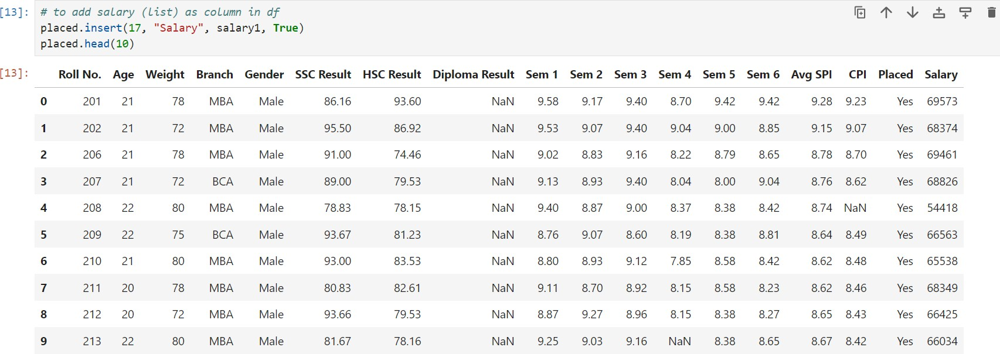 [13]: # to add salary (list) as column in df
placed.insert(17, "Salary", salary1, True)
placed.head(10)
[13]: Roll No. Age Weight Branch Gender SSC Result HSC Result Diploma Result Sem 1 Sem 2 Sem 3 Sem 4 Sem 5 Sem 6 Avg SPI CPI Placed Salary
0 201 21 78 MBA Male 86.16 93.60 NaN 9.58 9.17 9.40 8.70 9.42 9.42 9.28 9.23 Yes 69573
1 202 21 72 MBA Male 95.50 86.92 NaN 9.53 9.07 9.40 9.04 9.00 8.85 9.15 9.07 Yes 68374
2 206 21 78 MBA Male 91.00 74.46 NaN 9.02 8.83 9.16 8.22 8.79 8.65 8.78 8.70 Yes 69461
3 207 21 72 BCA Male 89.00 79.53 NaN 9.13 8.93 9.40 8.04 8.00 9.04 8.76 8.62 Yes 68826
4 208 22 80 MBA Male 78.83 78.15 NaN 9.40 8.87 9.00 8.37 8.38 8.42 8.74 NaN Yes 54418
5 209 22 75 BCA Male 93.67 81.23 NaN 8.76 9.07 8.60 8.19 8.38 8.81 8.64 8.49 Yes 66563
6 210 21 80 MBA Male 93.00 83.53 NaN 8.80 8.93 9.12 7.85 8.58 8.42 8.62 8.48 Yes 65538
7 211 20 78 MBA Male 80.83 82.61 NaN 9.11 8.70 8.92 8.15 8.58 8.23 8.62 8.46 Yes 68349
8 212 20 72 MBA Male 93.66 79.53 NaN 8.87 9.27 8.96 8.15 8.38 8.27 8.65 8.43 Yes 66425
9 213 22 80 MBA Male 81.67 78.16 NaN 9.25 9.03 9.16 NaN 8.38 8.65 8.67 8.42 Yes 66034